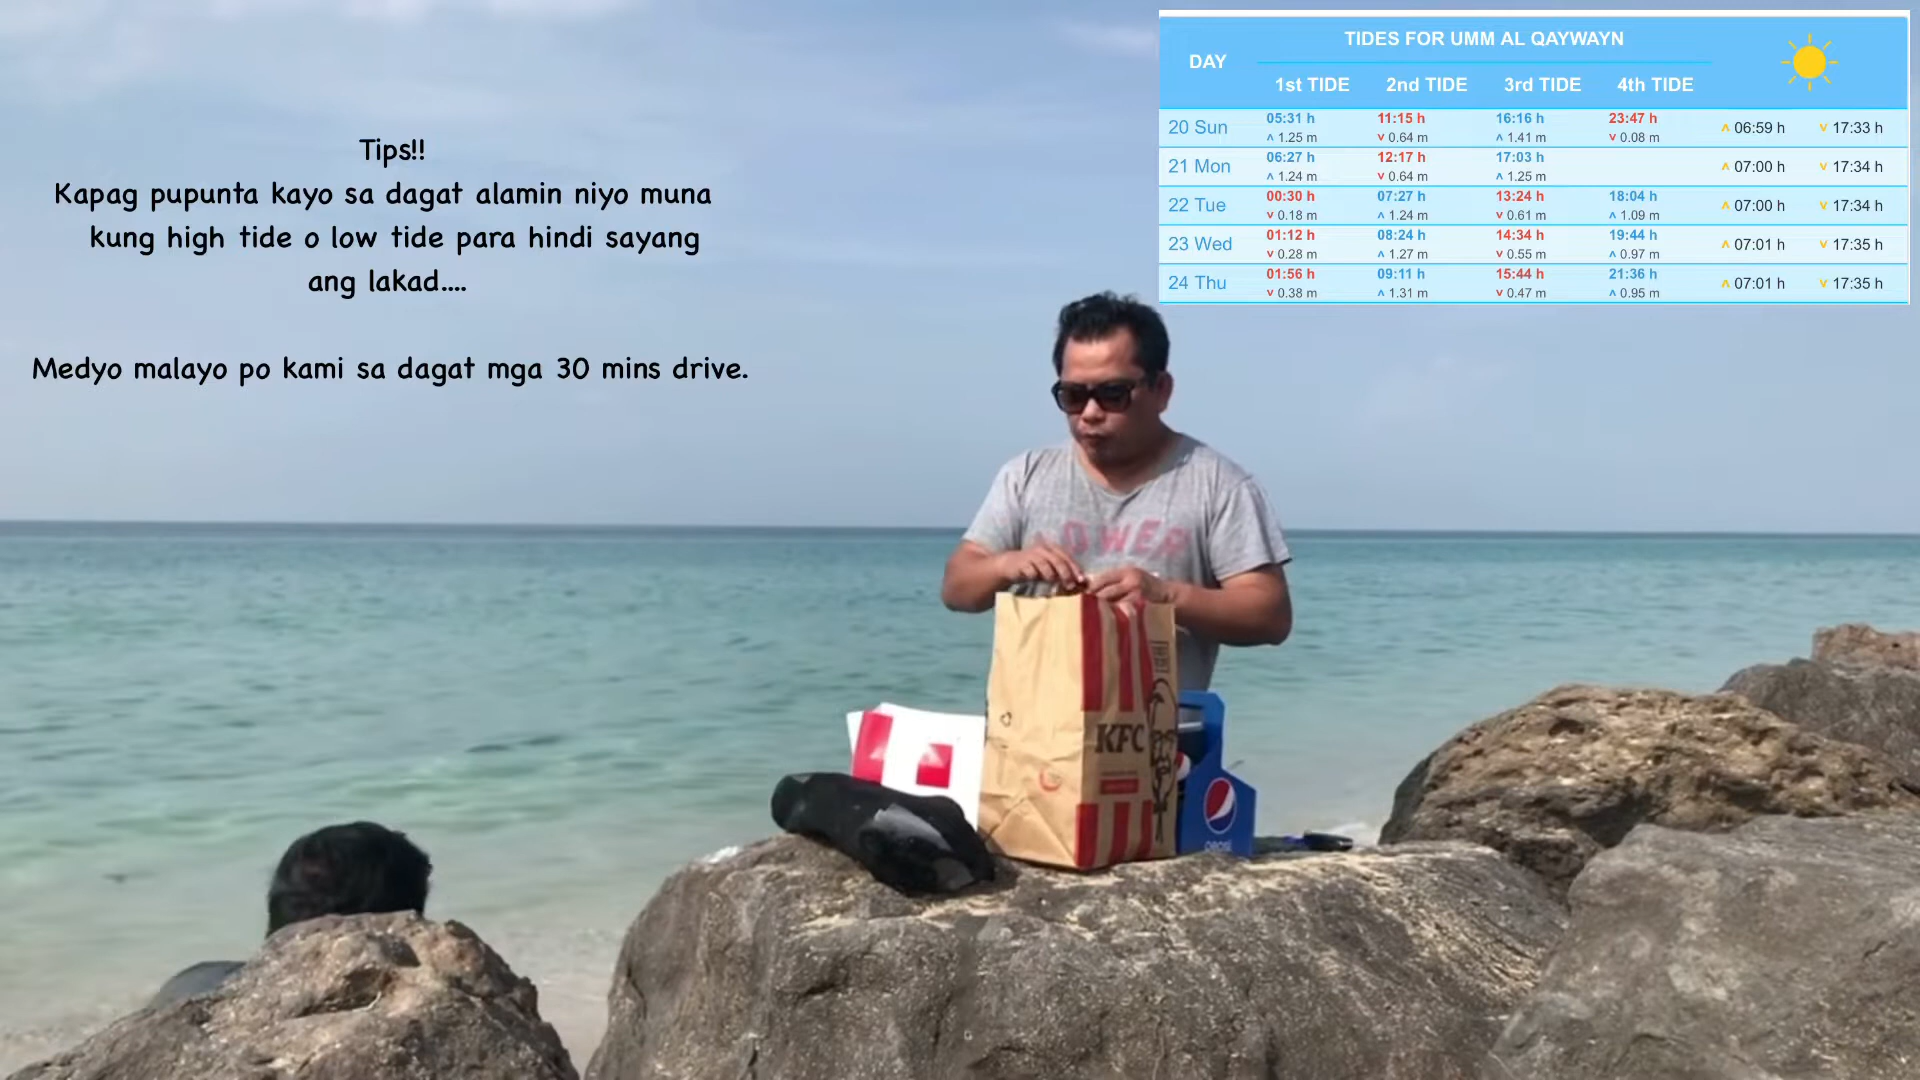 Tips!!
Kapag pupunta kayo sa dagat alamin niyo muna
kung high tide o low tide para hindi sayang
ang lakad....
Medyo malayo po kami sa dagat mga 30 mins drive.
TIDES FOR UMM AL QAYWAYN
DAY
1st TIDE 2nd TIDE 3rd TIDE 4th TIDE
20 Sun 05:31 h 11:15 h 16:16 h 23:47 h 06:59 h 17:33 h
1.25 m 0.64 m 1.41 m 0.08 m
21 Mon 06:27 h 12:17 h 17:03 h 07:00 h 17:34 h
1.24 m 0.64 m 1.25 m
22 Tue 00:30 h 07:27 h 13:24 h 18:04 h 07:00 h 17:34 h
0.18 m 1.24 m 0.61 m 1.09 m
23 Wed 01:12 h 08:24 h 14:34 h 19:44 h 07:01 h 17:35 h
0.28 m 1.27 m 0.55 m 0.97 m
24 Thu 01:56 h 09:11 h 15:44 h 21:36 h 07:01 h 17:35 h
0.38 m 1.31 m 0.47 m 0.95 m
OWER
KFC
pepsi